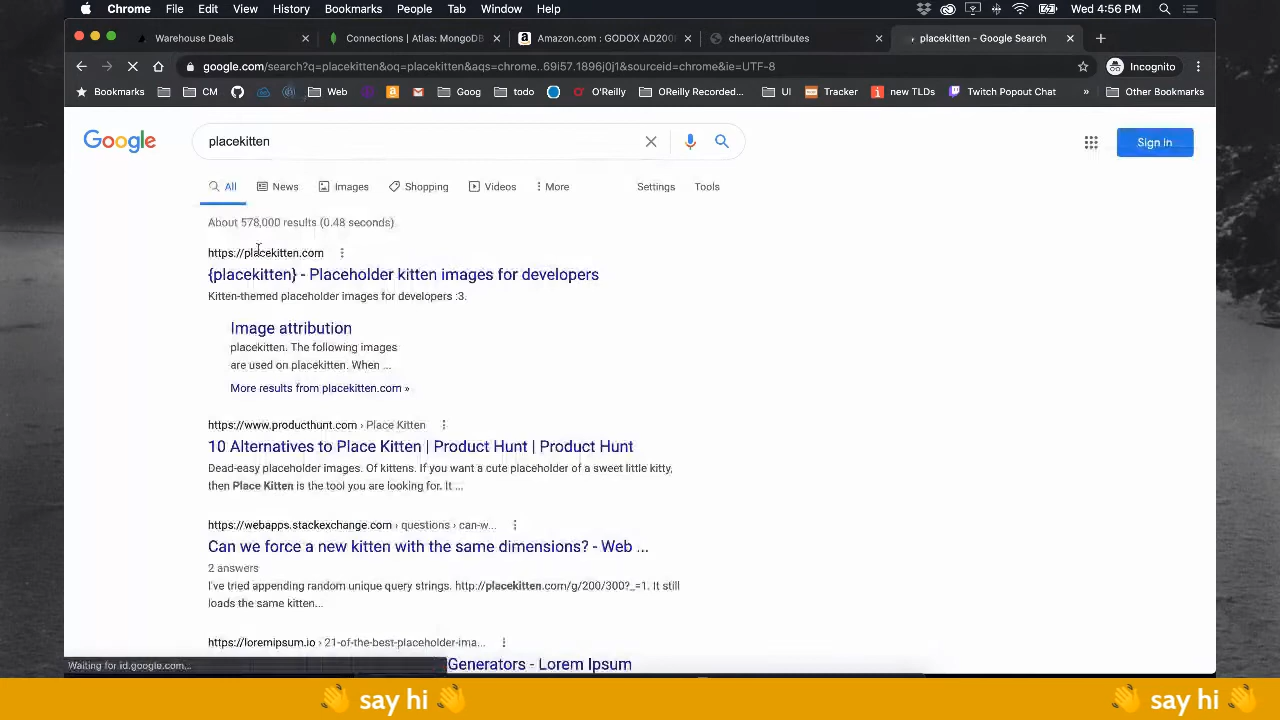 Chrome File Edit View History Bookmarks People Tab Window Help Wed 4:56 PM
Warehouse Deals Connections | Atlas: MongoDB Amazon.com : GODOX AD200 cheerio/attributes placekitten - Google Search
google.com/search?q=placekitten&oq=placekitten&aqs=chrome..69i57.1896j0j1&sourceid=chrome&ie=UTF-8 Incognito
Bookmarks CM Web Goog todo O'Reilly OReilly Recorded... UI Tracker new TLDs Twitch Popout Chat » Other Bookmarks
Google placekitten Sign in
All News Images Shopping Videos More Settings Tools
About 578,000 results (0.48 seconds)
https://placekitten.com
{placekitten} - Placeholder kitten images for developers
Kitten-themed placeholder images for developers :3.
Image attribution
placekitten. The following images
are used on placekitten. When ...
More results from placekitten.com »
https://www.producthunt.com › Place Kitten
10 Alternatives to Place Kitten | Product Hunt | Product Hunt
Dead-easy placeholder images. Of kittens. If you want a cute placeholder of a sweet little kitty,
then Place Kitten is the tool you are looking for. It ...
https://webapps.stackexchange.com › questions › can-w...
Can we force a new kitten with the same dimensions? - Web ...
2 answers
I've tried appending random unique query strings. http://placekitten.com/g/200/300?_=1. It still
loads the same kitten...
https://loremipsum.io › 21-of-the-best-placeholder-ima...
Generators - Lorem Ipsum
Waiting for id.google.com...
👋 say hi 👋 👋 say hi 👋